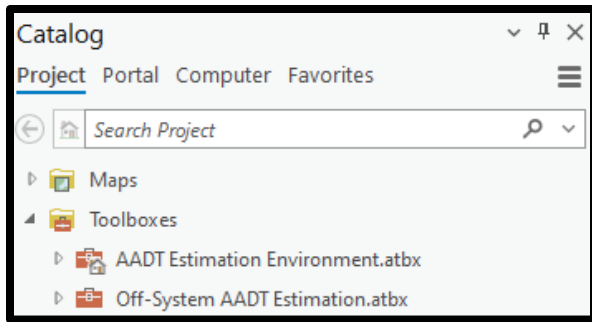 Catalog
Project Portal Computer Favorites
Search Project
Maps
Toolboxes
AADT Estimation Environment.atbx
Off-System AADT Estimation.atbx